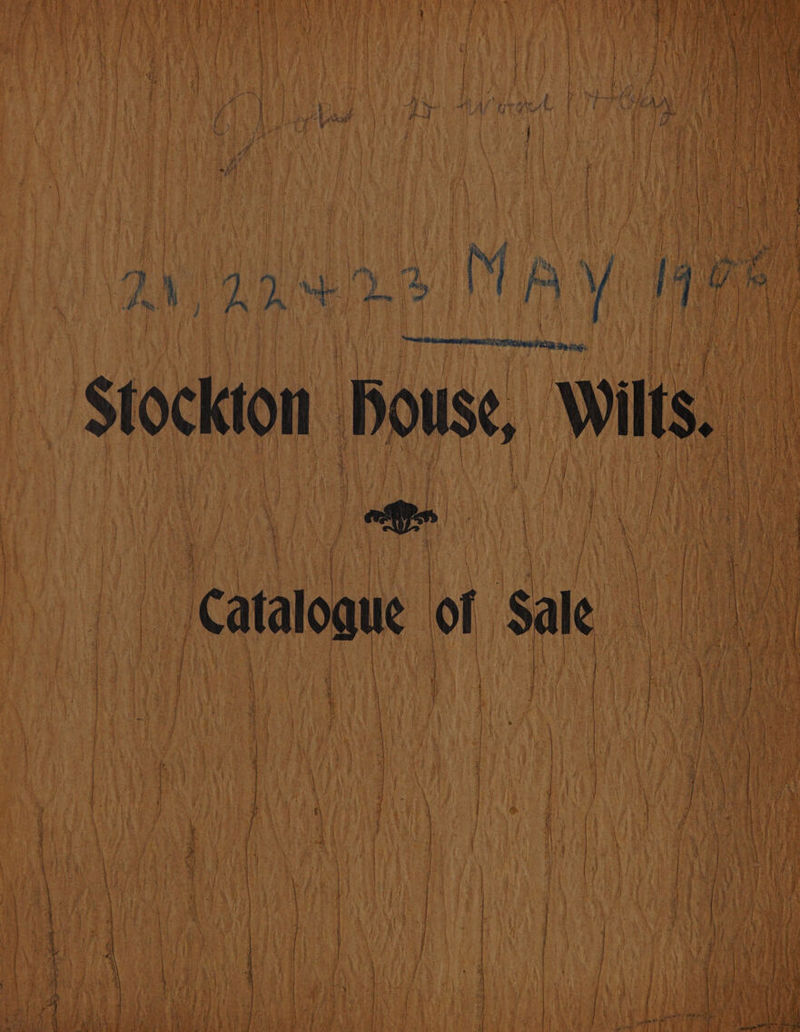 21, 22 + 23 MAY 1906
Stockton House, Wilts.
Catalogue of Sale